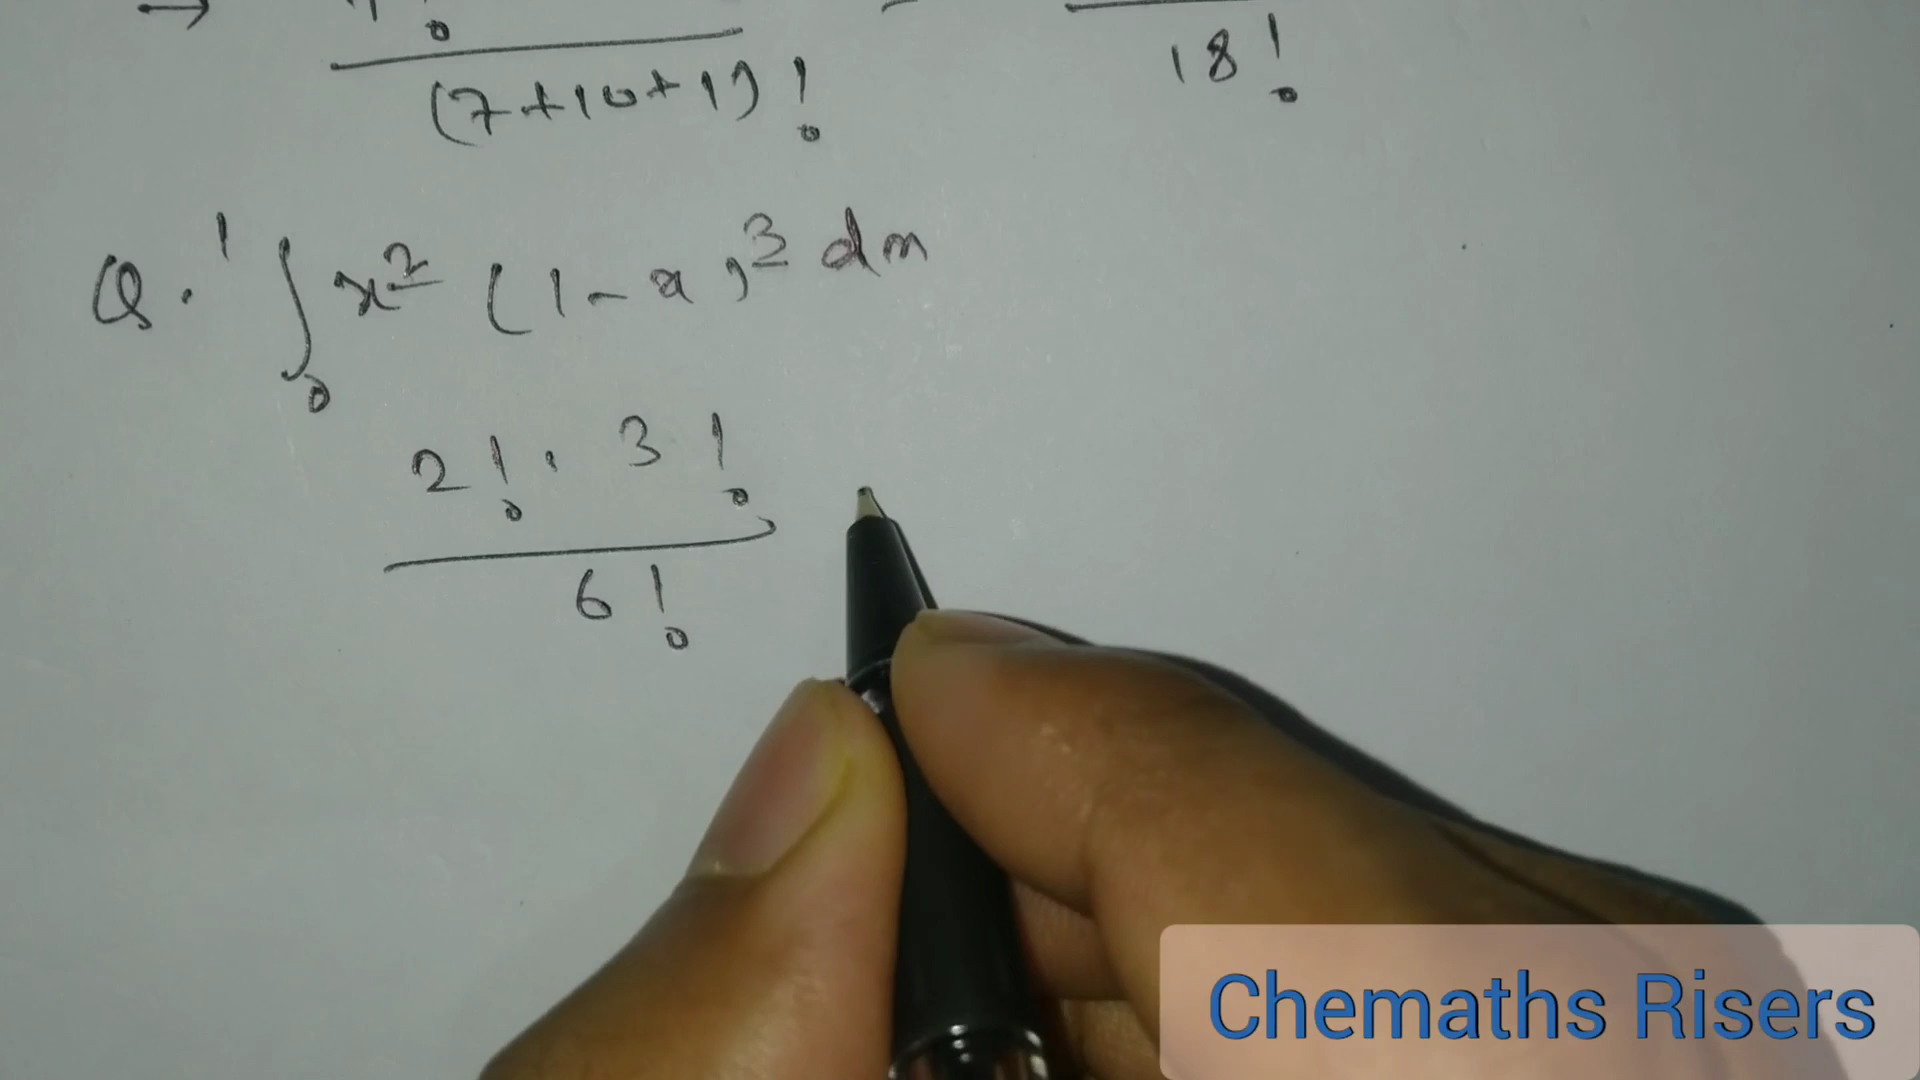 →
(7+10+1)!
18!
Q. ∫₀¹ x² (1-x)³ dx
2! . 3!
6!
Chemaths Risers